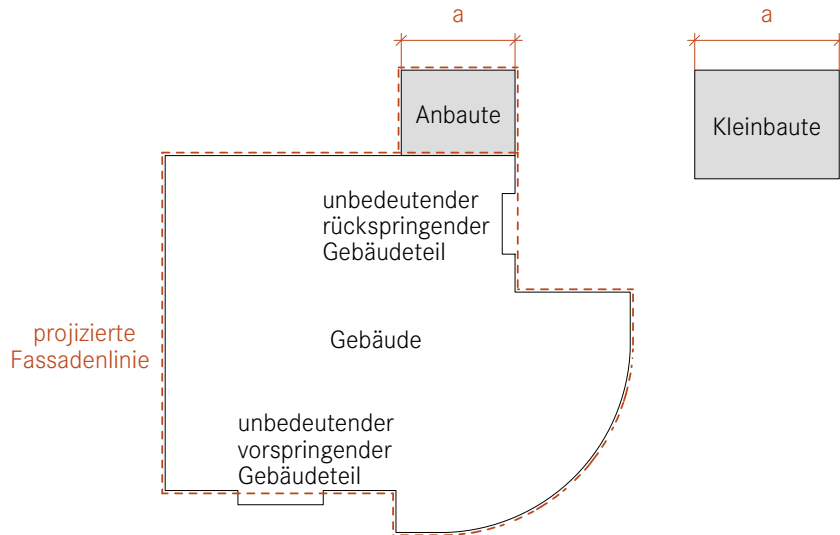 a
a
Anbaute
Kleinbaute
unbedeutender
rückspringender
Gebäudeteil
projizierte
Fassadenlinie
Gebäude
unbedeutender
vorspringender
Gebäudeteil